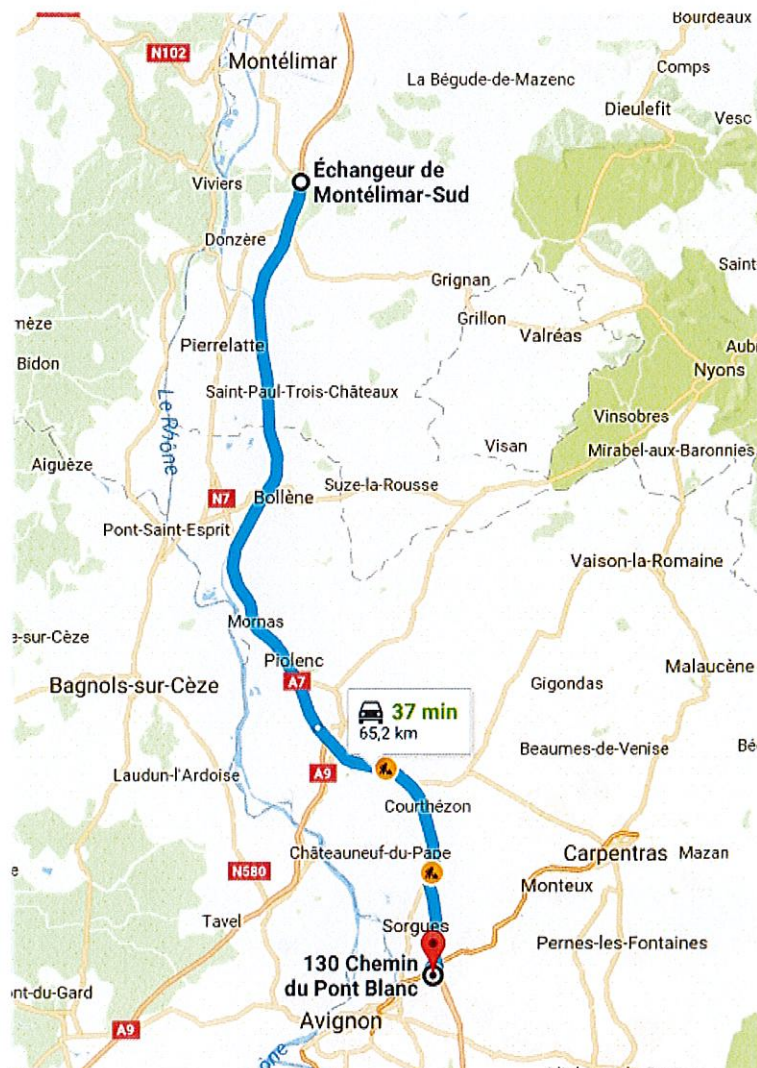 Bourdeaux
N102
Montélimar
Comps
La Bégude-de-Mazenc
Dieulefit
Vesc
Échangeur de
Montélimar-Sud
Viviers
Donzère
Sainte
Grignan
Grillon
Valréas
mèze
Pierrelatte
Bidon
Aub
Nyons
Saint-Paul-Trois-Châteaux
Le Rhône
Vinsobres
Visan
Mirabel-aux-Baronnies
Aiguèze
Suze-la-Rousse
N7
Bollène
Pont-Saint-Esprit
Vaison-la-Romaine
Mornas
e-sur-Cèze
Piolenc
Malaucène
A7
Bagnols-sur-Cèze
Gigondas
37 min
65,2 km
Beaumes-de-Venise
Bé
Laudun-l'Ardoise
A9
Courthézon
Châteauneuf-du-Pape
Carpentras
Mazan
N580
Monteux
Tavel
Sorgues
Pernes-les-Fontaines
130 Chemin
du Pont Blanc
ont-du-Gard
Avignon
A9
hône